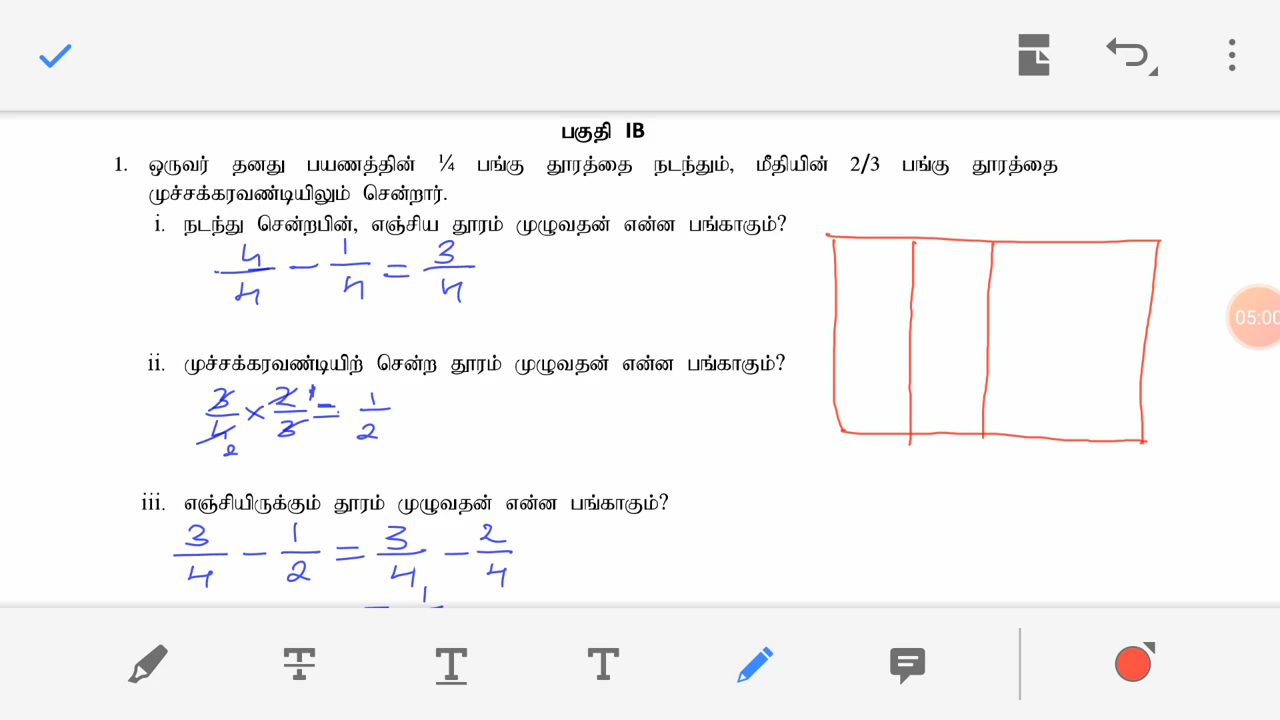 பகுதி IB
1. ஒருவர் தனது பயணத்தின் ¼ பங்கு தூரத்தை நடந்தும், மீதியின் 2/3 பங்கு தூரத்தை
முச்சக்கரவண்டியிலும் சென்றார்.
i. நடந்து சென்றபின், எஞ்சிய தூரம் முழுவதன் என்ன பங்காகும்?
4/4 - 1/4 = 3/4
05:00
ii. முச்சக்கரவண்டியிற் சென்ற தூரம் முழுவதன் என்ன பங்காகும்?
3/4 2 × 2/3 1 = 1/2
iii. எஞ்சியிருக்கும் தூரம் முழுவதன் என்ன பங்காகும்?
3/4 - 1/2 = 3/4 - 2/4
= 1
T T T